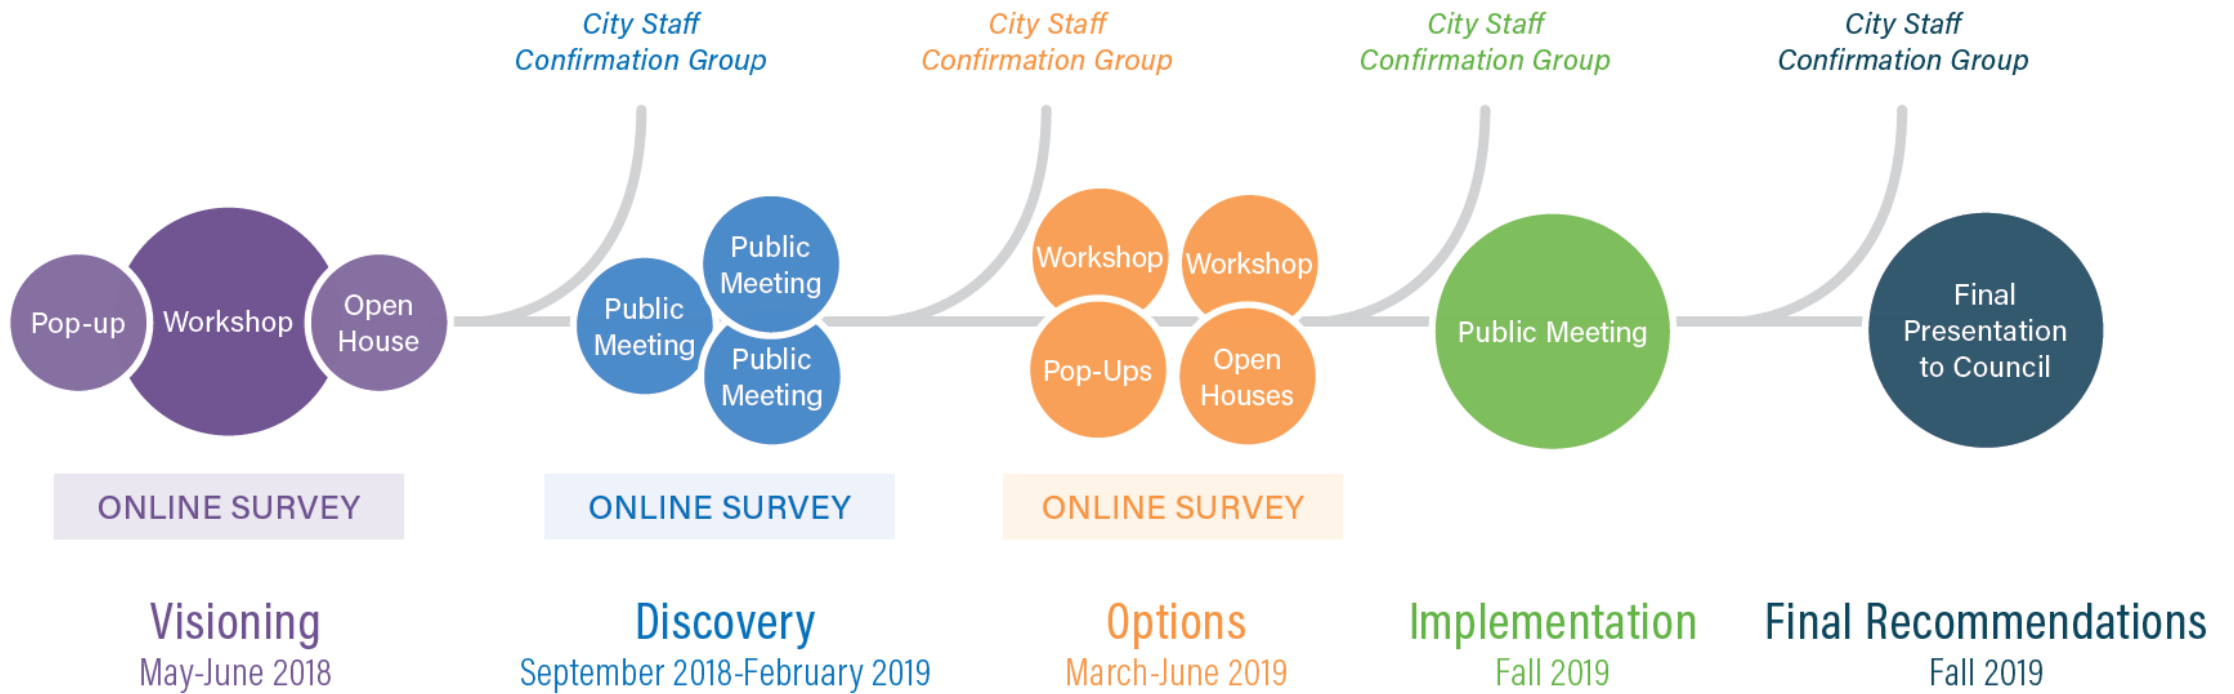 City Staff
Confirmation Group
City Staff
Confirmation Group
City Staff
Confirmation Group
City Staff
Confirmation Group
Pop-up
Workshop
Open
House
Public
Meeting
Public
Meeting
Public
Meeting
Workshop
Workshop
Pop-Ups
Open
Houses
Public Meeting
Final
Presentation
to Council
ONLINE SURVEY
ONLINE SURVEY
ONLINE SURVEY
Visioning
May-June 2018
Discovery
September 2018-February 2019
Options
March-June 2019
Implementation
Fall 2019
Final Recommendations
Fall 2019